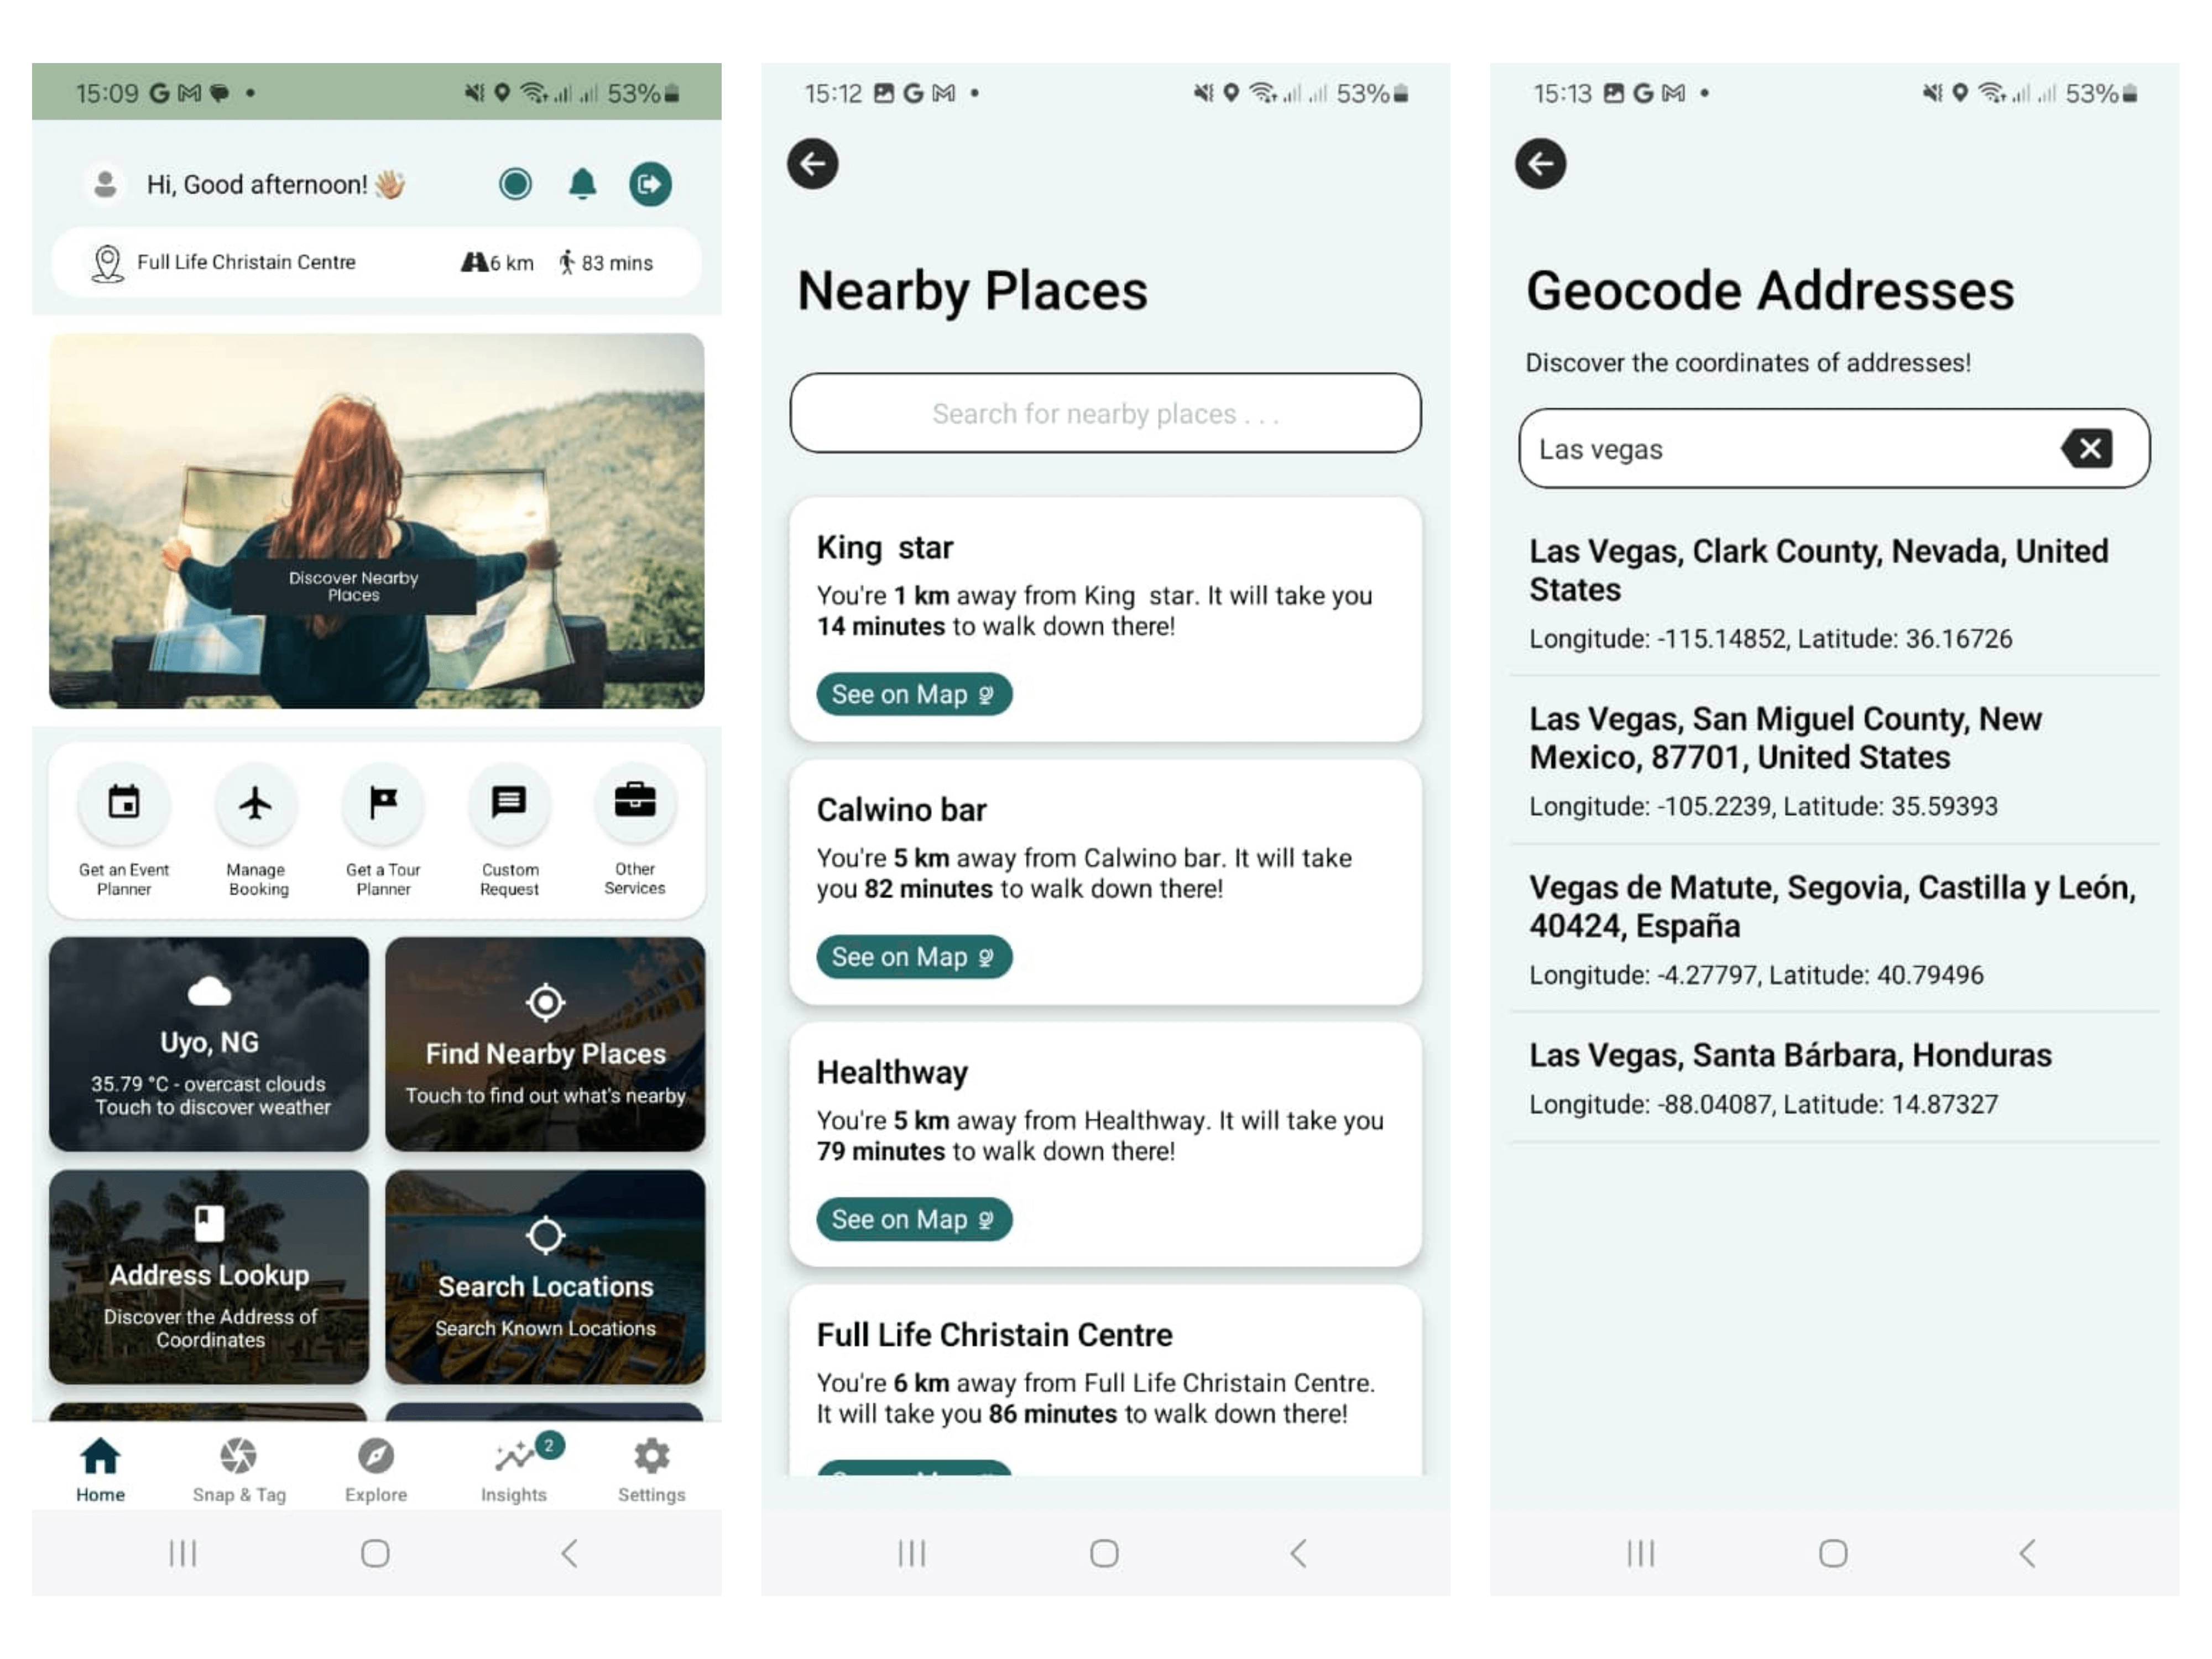 15:09
53%
Hi, Good afternoon!
Full Life Christain Centre
6 km
83 mins
Discover Nearby
Places
Get an Event
Planner
Manage
Booking
Get a Tour
Planner
Custom
Request
Other
Services
Uyo, NG
35.79 °C - overcast clouds
Touch to discover weather
Find Nearby Places
Touch to find out what's nearby
Address Lookup
Discover the Address of
Coordinates
Search Locations
Search Known Locations
Home
Snap & Tag
Explore
2
Insights
Settings
15:12
53%
Nearby Places
Search for nearby places . . .
King  star
You're 1 km away from King  star. It will take you
14 minutes to walk down there!
See on Map
Calwino bar
You're 5 km away from Calwino bar. It will take
you 82 minutes to walk down there!
See on Map
Healthway
You're 5 km away from Healthway. It will take you
79 minutes to walk down there!
See on Map
Full Life Christain Centre
You're 6 km away from Full Life Christain Centre.
It will take you 86 minutes to walk down there!
15:13
53%
Geocode Addresses
Discover the coordinates of addresses!
Las vegas
Las Vegas, Clark County, Nevada, United
States
Longitude: -115.14852, Latitude: 36.16726
Las Vegas, San Miguel County, New
Mexico, 87701, United States
Longitude: -105.2239, Latitude: 35.59393
Vegas de Matute, Segovia, Castilla y León,
40424, España
Longitude: -4.27797, Latitude: 40.79496
Las Vegas, Santa Bárbara, Honduras
Longitude: -88.04087, Latitude: 14.87327